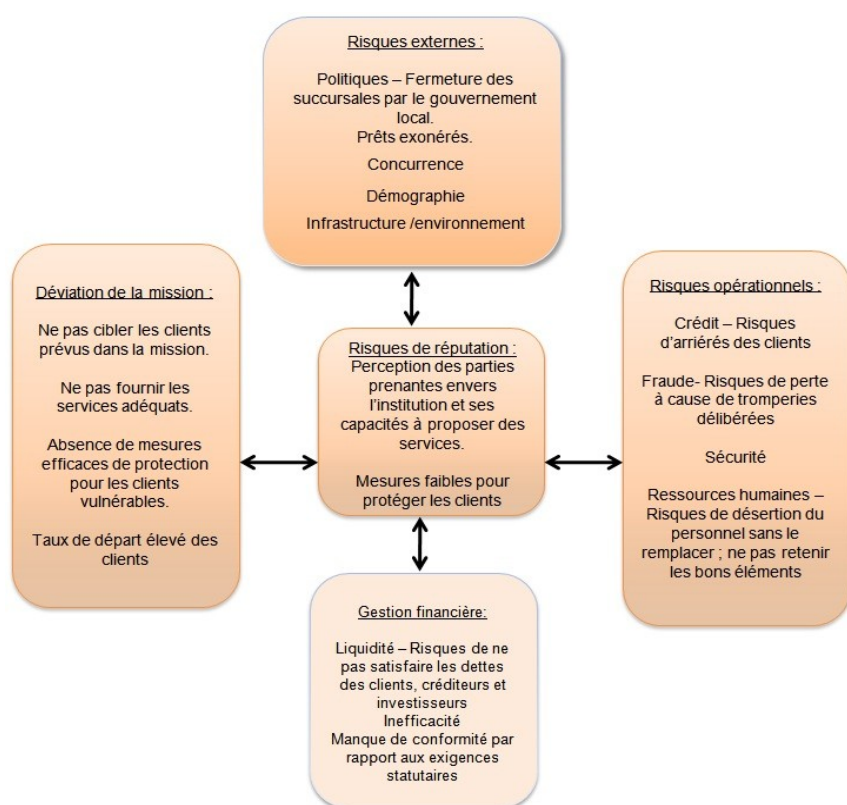 Risques externes :
Politiques – Fermeture des
succursales par le gouvernement
local.
Prêts exonérés.
Concurrence
Démographie
Infrastructure /environnement
Déviation de la mission :
Ne pas cibler les clients
prévus dans la mission.
Ne pas fournir les
services adéquats.
Absence de mesures
efficaces de protection
pour les clients
vulnérables.
Taux de départ élevé des
clients
Risques de réputation :
Perception des parties
prenantes envers
l’institution et ses
capacités à proposer des
services.
Mesures faibles pour
protéger les clients
Risques opérationnels :
Crédit – Risques
d’arriérés des clients
Fraude- Risques de perte
à cause de tromperies
délibérées
Sécurité
Ressources humaines –
Risques de désertion du
personnel sans le
remplacer ; ne pas retenir
les bons éléments
Gestion financière:
Liquidité – Risques de ne
pas satisfaire les dettes
des clients, créditeurs et
investisseurs
Inefficacité
Manque de conformité par
rapport aux exigences
statutaires